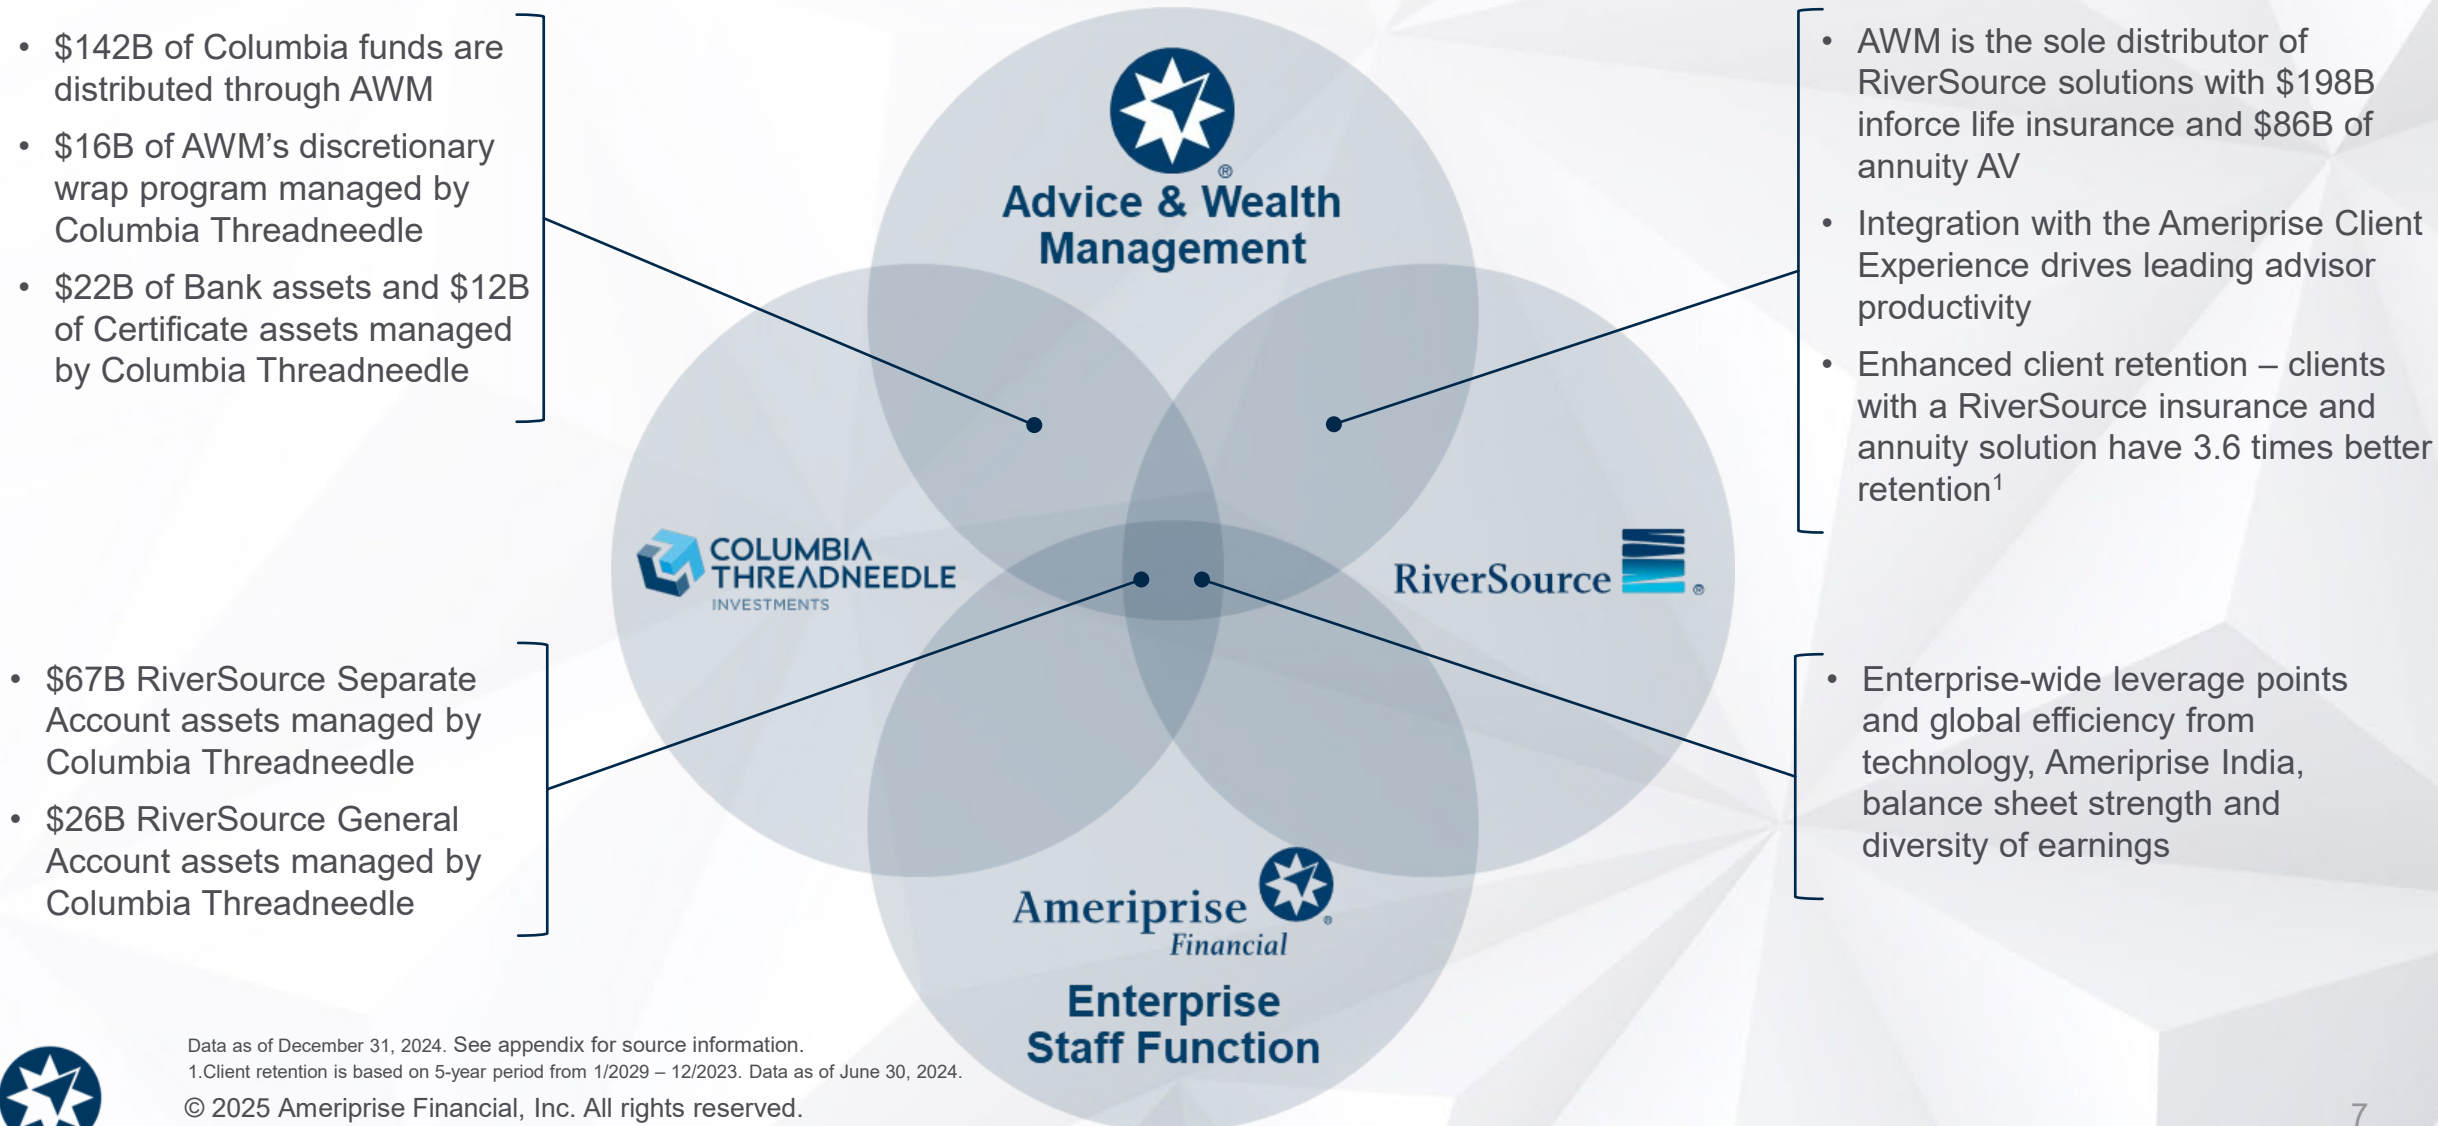 • $142B of Columbia funds are
distributed through AWM
• $16B of AWM’s discretionary
wrap program managed by
Columbia Threadneedle
• $22B of Bank assets and $12B
of Certificate assets managed
by Columbia Threadneedle
®
Advice & Wealth
Management
• AWM is the sole distributor of
RiverSource solutions with $198B
inforce life insurance and $86B of
annuity AV
• Integration with the Ameriprise Client
Experience drives leading advisor
productivity
• Enhanced client retention – clients
with a RiverSource insurance and
annuity solution have 3.6 times better
retention¹
COLUMBIA
THREADNEEDLE
INVESTMENTS
RiverSource ®
• $67B RiverSource Separate
Account assets managed by
Columbia Threadneedle
• $26B RiverSource General
Account assets managed by
Columbia Threadneedle
• Enterprise-wide leverage points
and global efficiency from
technology, Ameriprise India,
balance sheet strength and
diversity of earnings
Ameriprise ®
Financial
Enterprise
Staff Function
Data as of December 31, 2024. See appendix for source information.
1.Client retention is based on 5-year period from 1/2029 – 12/2023. Data as of June 30, 2024.
© 2025 Ameriprise Financial, Inc. All rights reserved.
7